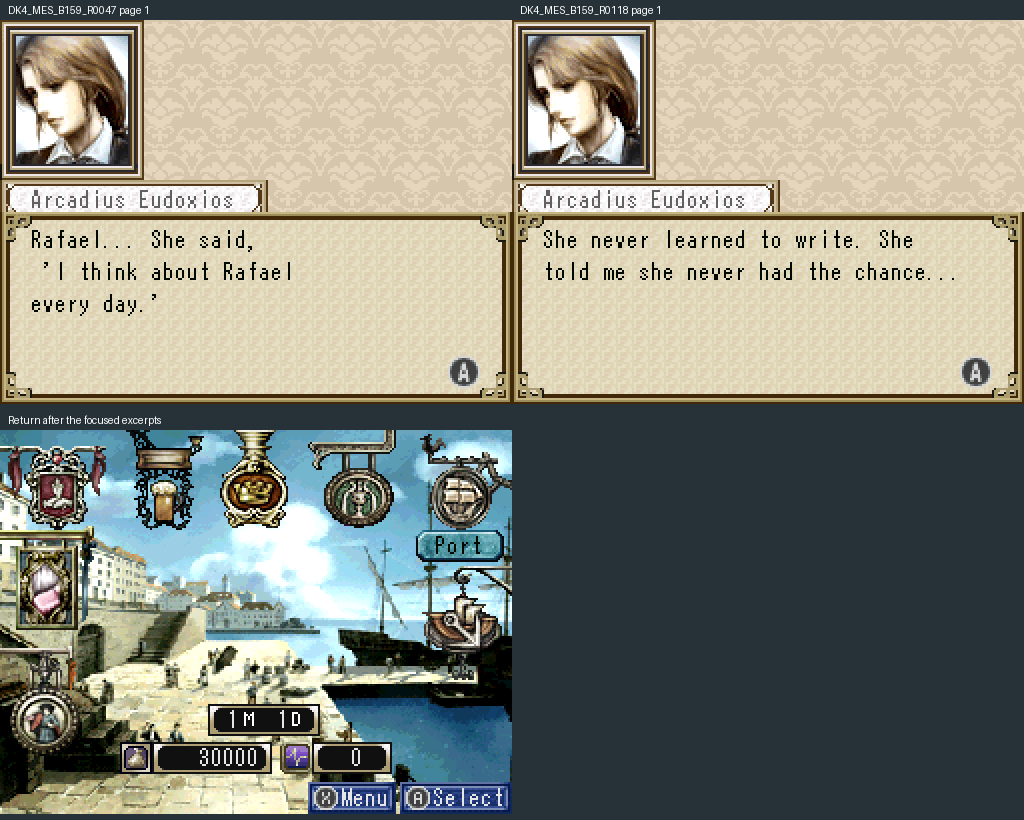 DK4_MES_B159_R0047 page 1
Arcadius Eudoxios
Rafael... She said,
'I think about Rafael
every day.'
A
DK4_MES_B159_R0118 page 1
Arcadius Eudoxios
She never learned to write. She
told me she never had the chance...
A
Return after the focused excerpts
Port
1M 1D
30000
0
X Menu
A Select